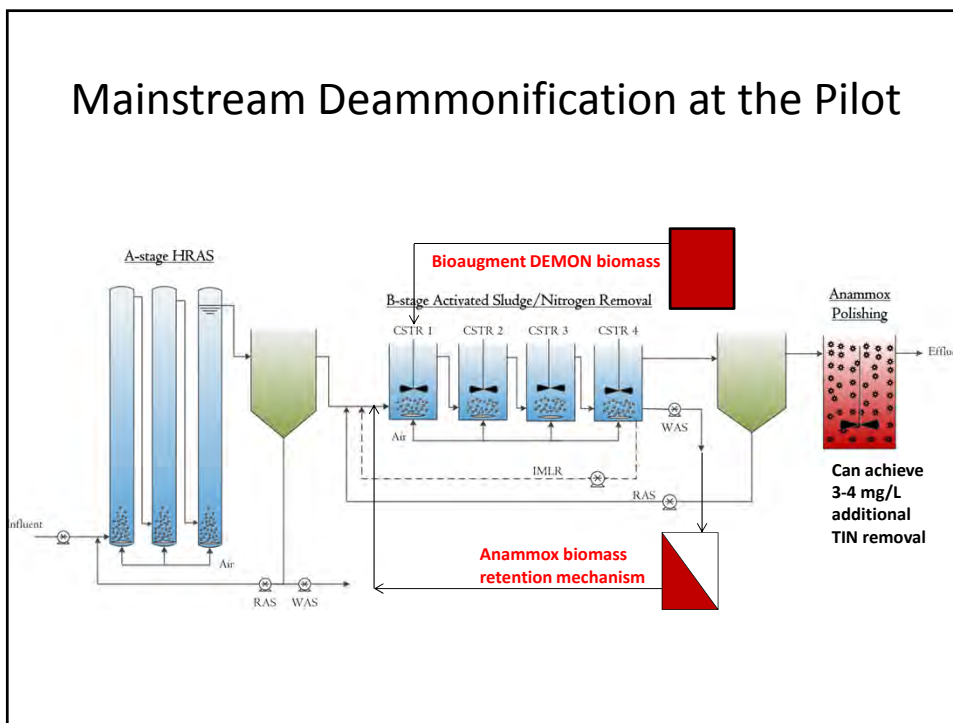 Mainstream Deammonification at the Pilot
A-stage HRAS
Bioaugment DEMON biomass
B-stage Activated Sludge/Nitrogen Removal
Anammox
Polishing
CSTR 1
CSTR 2
CSTR 3
CSTR 4
Efflu
WAS
Air
IMLR
RAS
Can achieve
3-4 mg/L
additional
TIN removal
Influent
Air
Anammox biomass
retention mechanism
RAS
WAS